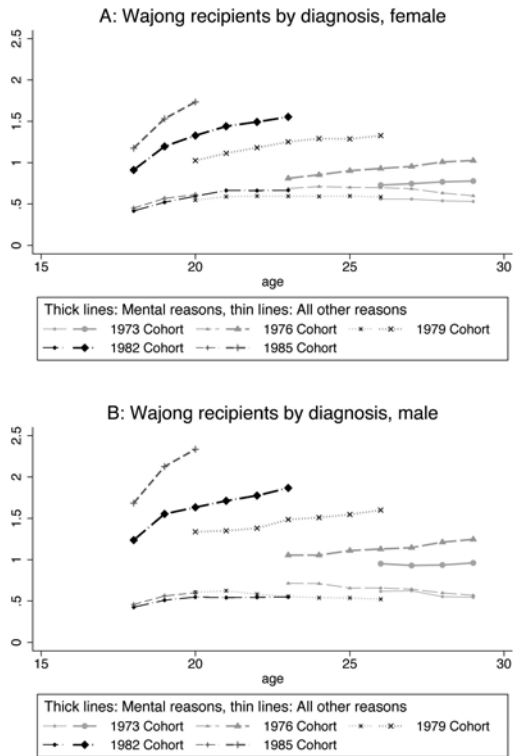 A: Wajong recipients by diagnosis, female
2.5
2
1.5
1
.5
0
15 20 25 30
age
Thick lines: Mental reasons, thin lines: All other reasons
1973 Cohort 1976 Cohort 1979 Cohort
1982 Cohort 1985 Cohort
B: Wajong recipients by diagnosis, male
2.5
2
1.5
1
.5
0
15 20 25 30
age
Thick lines: Mental reasons, thin lines: All other reasons
1973 Cohort 1976 Cohort 1979 Cohort
1982 Cohort 1985 Cohort